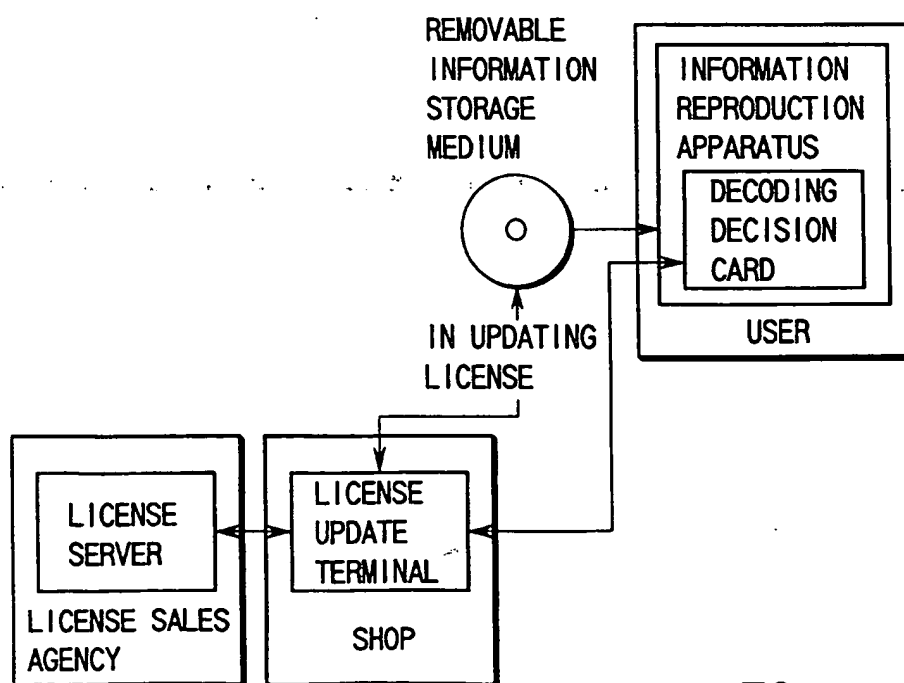 REMOVABLE
INFORMATION
STORAGE
MEDIUM
INFORMATION
REPRODUCTION
APPARATUS
DECODING
DECISION
CARD
USER
IN UPDATING
LICENSE
LICENSE
SERVER
LICENSE SALES
AGENCY
LICENSE
UPDATE
TERMINAL
SHOP